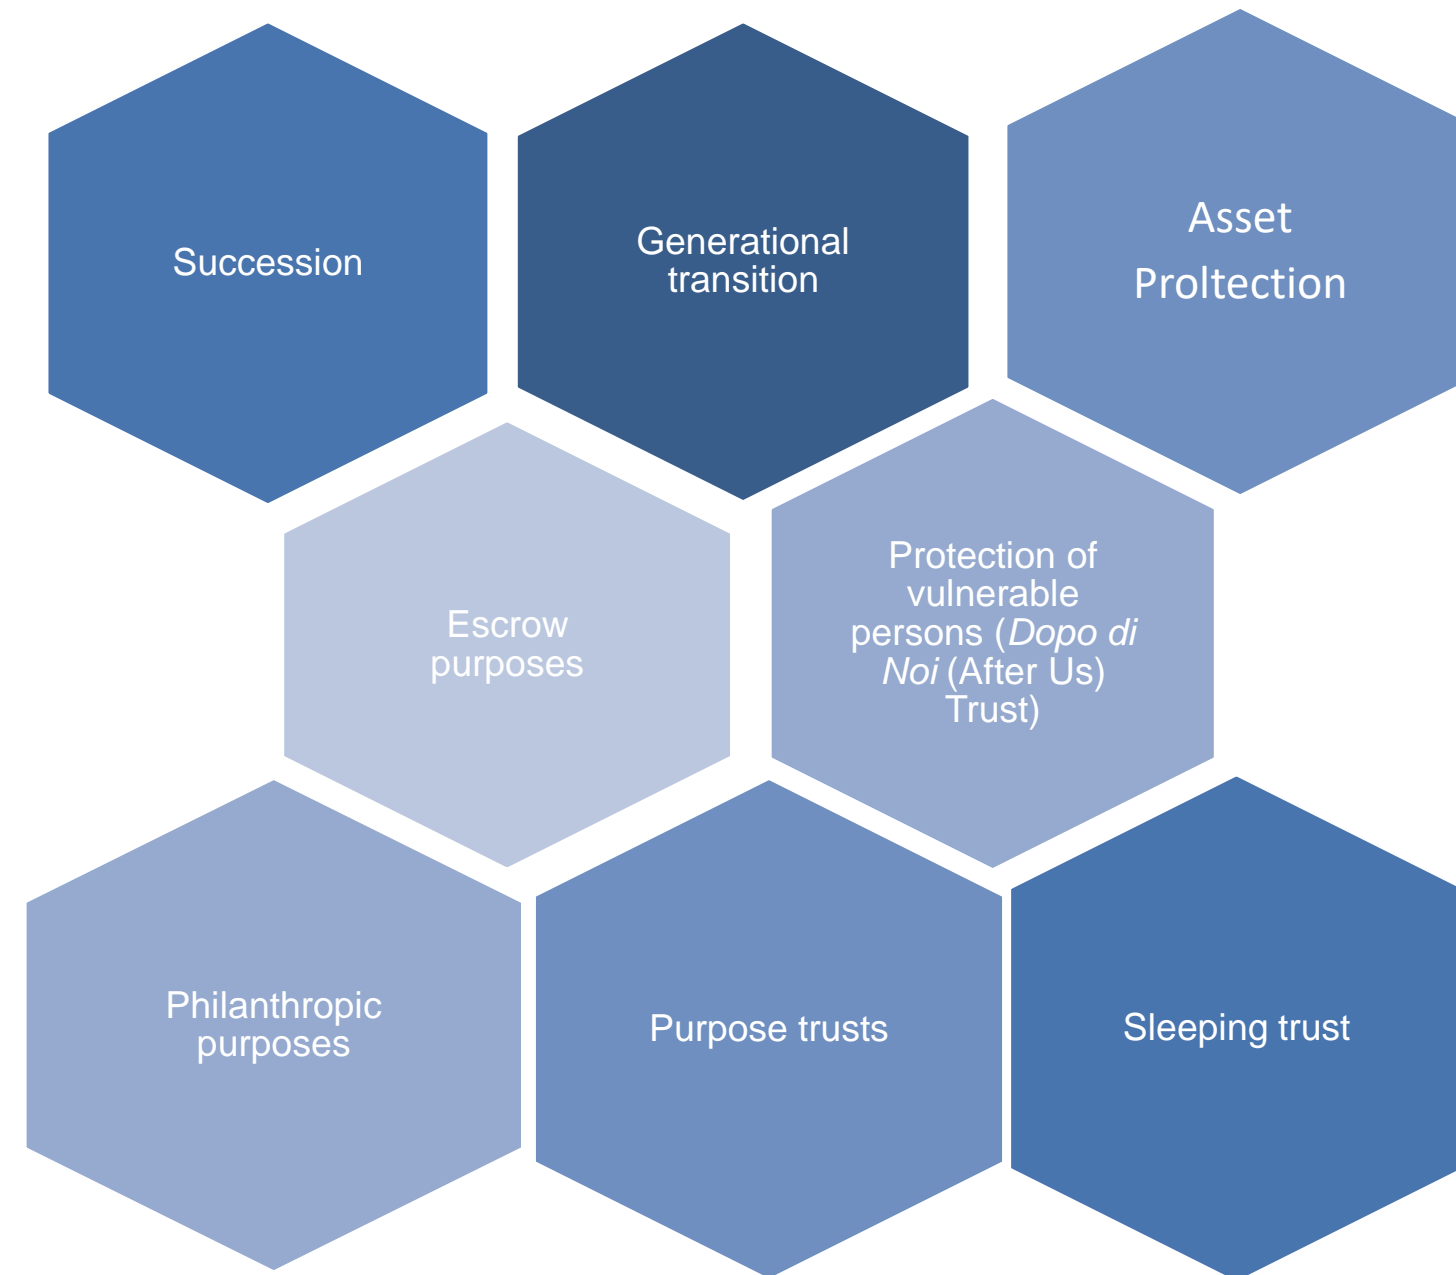 Succession
Generational
transition
Asset
Proltection
Escrow
purposes
Protection of
vulnerable
persons (Dopo di
Noi (After Us)
Trust)
Philanthropic
purposes
Purpose trusts
Sleeping trust